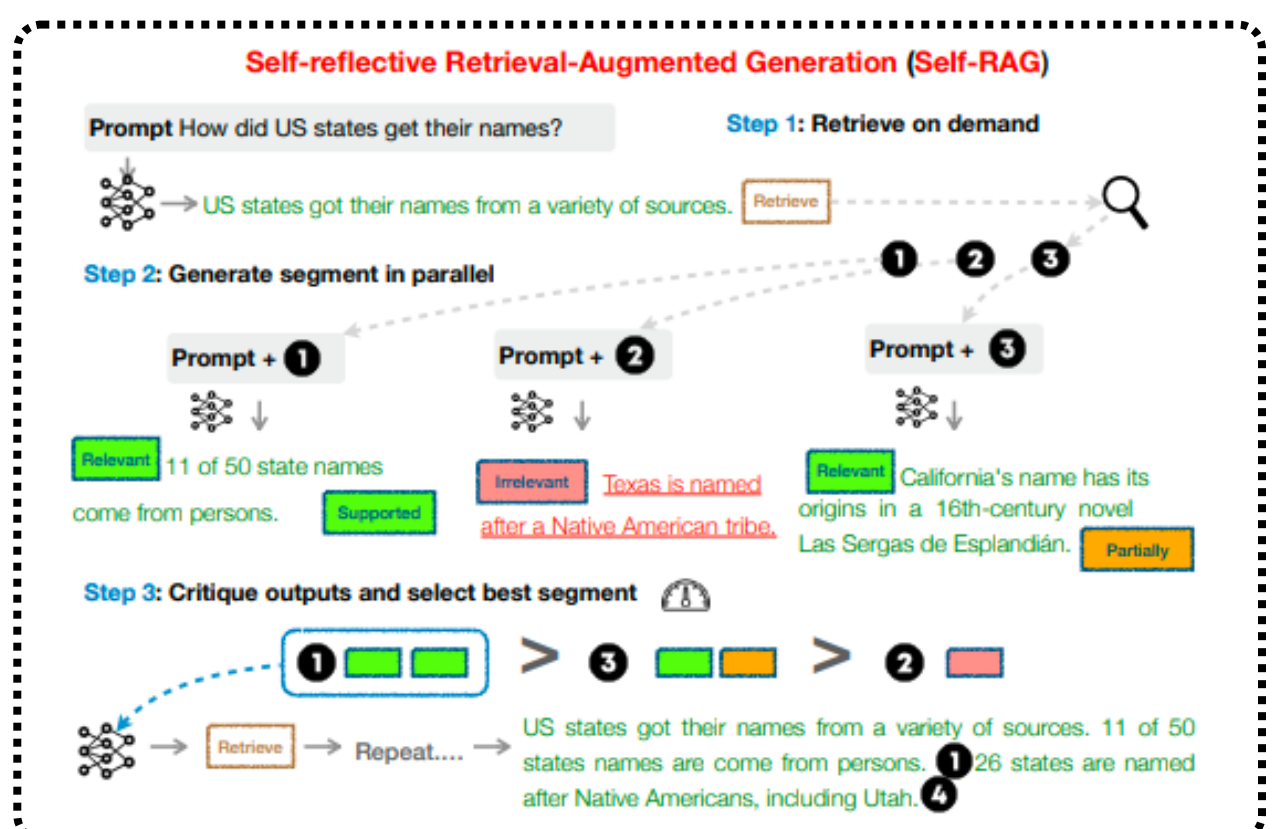 Self-reflective Retrieval-Augmented Generation (Self-RAG)
Prompt How did US states get their names?
Step 1: Retrieve on demand
US states got their names from a variety of sources. Retrieve
Step 2: Generate segment in parallel
1 2 3
Prompt + 1
Prompt + 2
Prompt + 3
Relevant 11 of 50 state names
come from persons. Supported
Irrelevant Texas is named
after a Native American tribe.
Relevant California's name has its
origins in a 16th-century novel
Las Sergas de Esplandián. Partially
Step 3: Critique outputs and select best segment
1 > 3 > 2
Retrieve Repeat....
US states got their names from a variety of sources. 11 of 50
states names are come from persons. 1 26 states are named
after Native Americans, including Utah. 4